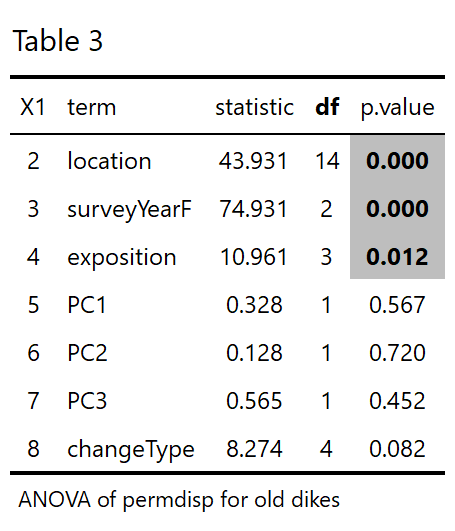 Table 3
X1 term statistic df p.value
2 location 43.931 14 0.000
3 surveyYearF 74.931 2 0.000
4 exposition 10.961 3 0.012
5 PC1 0.328 1 0.567
6 PC2 0.128 1 0.720
7 PC3 0.565 1 0.452
8 changeType 8.274 4 0.082
ANOVA of permdisp for old dikes